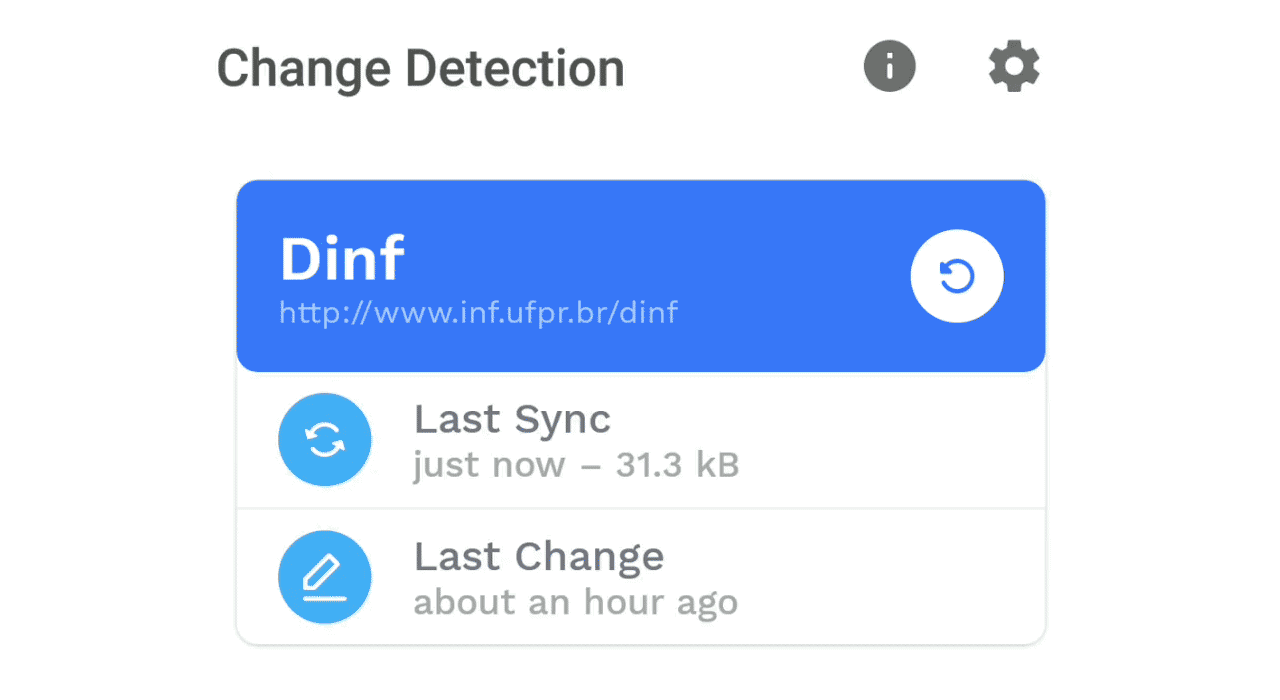 Change Detection
Dinf
http://www.inf.ufpr.br/dinf
Last Sync
just now – 31.3 kB
Last Change
about an hour ago